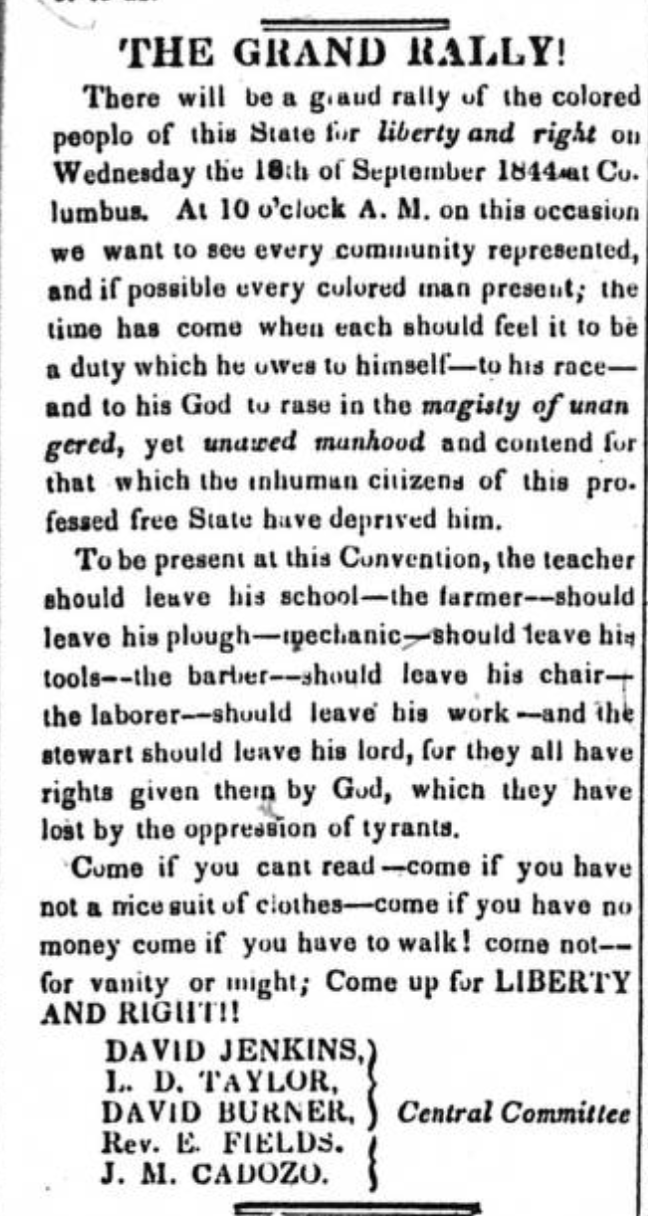 THE GRAND RALLY!
There will be a grand rally of the colored
peoplo of this State for liberty and right on
Wednesday the 18th of September 1844 at Co-
lumbus. At 10 o'clock A. M. on this occasion
we want to see every community represented,
and if possible every colored man present; the
time has come when each should feel it to be
a duty which he owes to himself—to his race—
and to his God to rase in the magisty of unan
gered, yet unawed manhood and contend for
that which the inhuman citizens of this pro-
fessed free State have deprived him.
To be present at this Convention, the teacher
should leave his school—the farmer--should
leave his plough—mechanic—should leave his
tools--the barber--should leave his chair—
the laborer--should leave his work—and the
stewart should leave his lord, for they all have
rights given them by God, which they have
lost by the oppression of tyrants.
Come if you cant read—come if you have
not a nice suit of clothes—come if you have no
money come if you have to walk! come not--
for vanity or might; Come up for LIBERTY
AND RIGHT!!
DAVID JENKINS,
L. D. TAYLOR,
DAVID BURNER, Central Committee
Rev. E. FIELDS.
J. M. CADOZO.